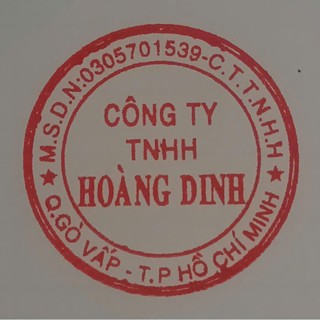 M.S.D.N:0305701539-C.T.T.N.H.H
CÔNG TY
TNHH
HOÀNG DINH
★ Q.GÒ VẤP - T.P HỒ CHÍ MINH ★